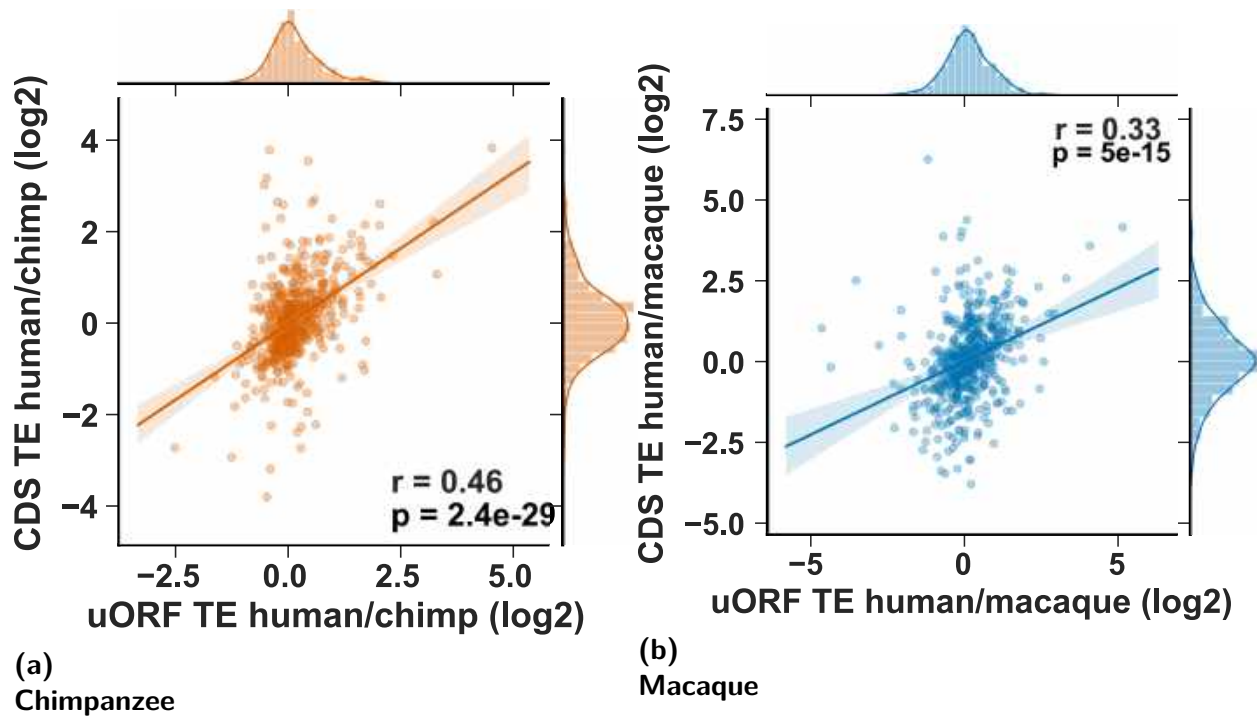 CDS TE human/chimp (log2)
4
2
0
−2
−4
r = 0.46
p = 2.4e-29
−2.5 0.0 2.5 5.0
uORF TE human/chimp (log2)
(a)
Chimpanzee
CDS TE human/macaque (log2)
7.5
5.0
2.5
0.0
−2.5
−5.0
r = 0.33
p = 5e-15
−5 0 5
uORF TE human/macaque (log2)
(b)
Macaque